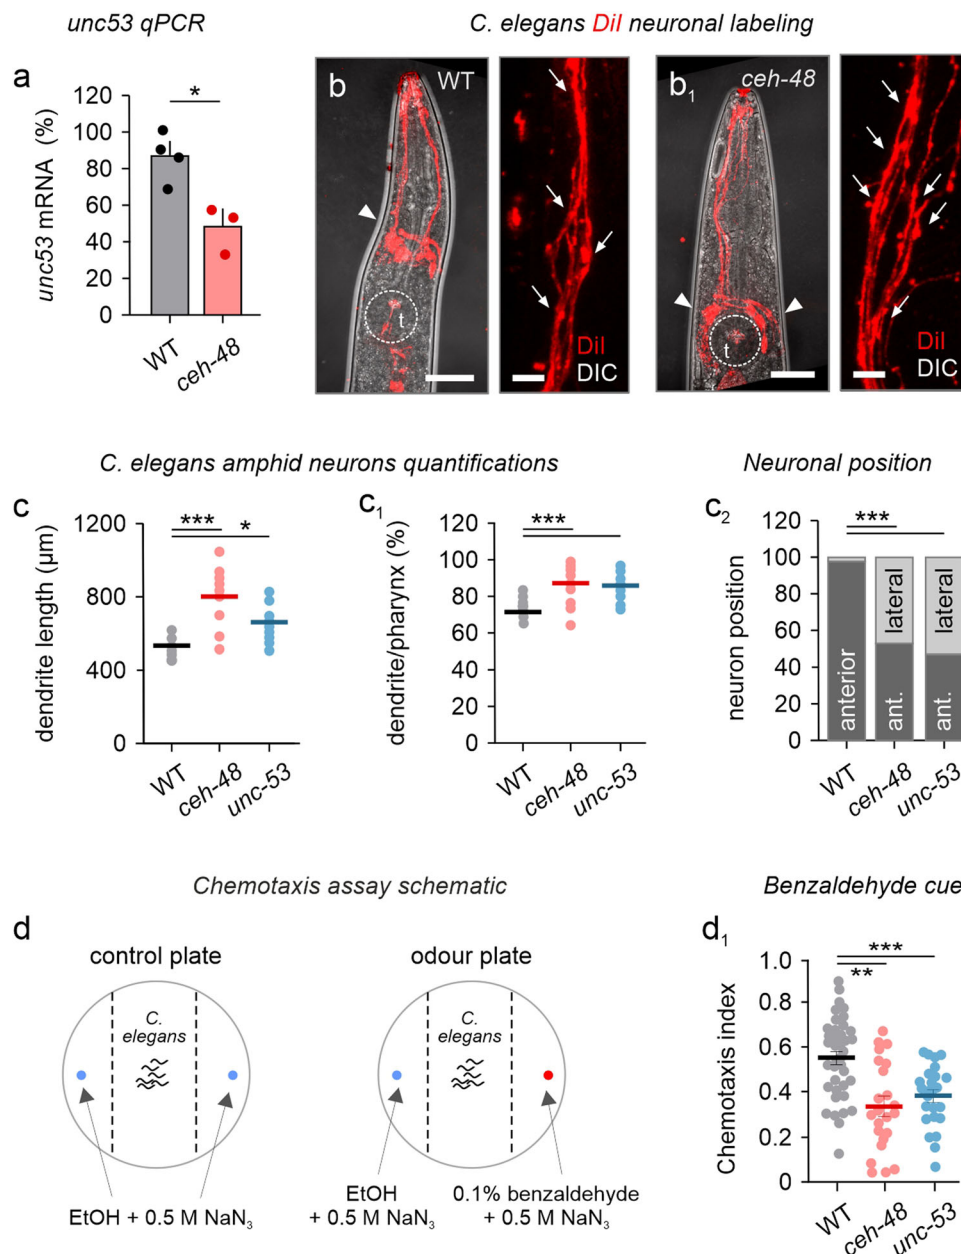 unc53 qPCR
C. elegans DiI neuronal labeling
a
*
unc53 mRNA (%)
120
100
80
60
40
20
0
WT
ceh-48
b
WT
t
DiI
DIC
b1
ceh-48
t
DiI
DIC
C. elegans amphid neurons quantifications
Neuronal position
c
***
*
dendrite length (µm)
1200
800
400
0
WT
ceh-48
unc-53
c1
***
dendrite/pharynx (%)
120
100
80
60
40
20
0
WT
ceh-48
unc-53
c2
***
neuron position
120
100
80
60
40
20
0
anterior
lateral
ant.
lateral
ant.
WT
ceh-48
unc-53
Chemotaxis assay schematic
Benzaldehyde cue
d
control plate
C.
elegans
EtOH + 0.5 M NaN3
odour plate
C.
elegans
EtOH
+ 0.5 M NaN3
0.1% benzaldehyde
+ 0.5 M NaN3
d1
***
**
Chemotaxis index
1.0
0.8
0.6
0.4
0.2
0
WT
ceh-48
unc-53